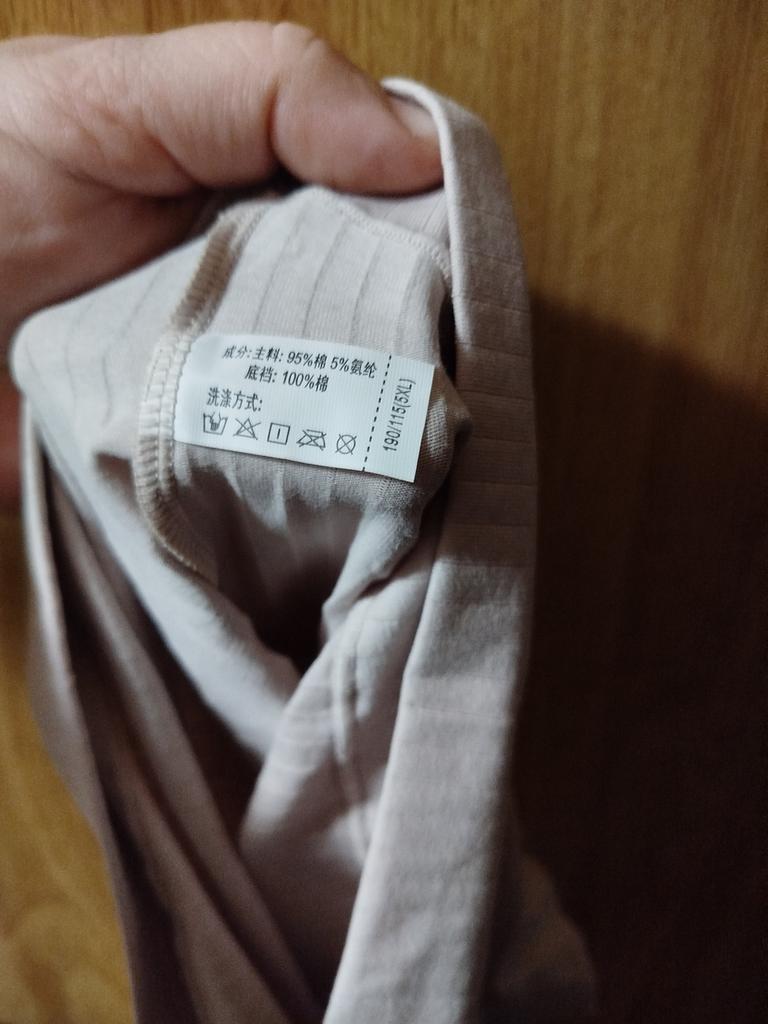 成分: 主料: 95%棉 5%氨纶
底裆: 100%棉
洗涤方式:
190/115(5XL)